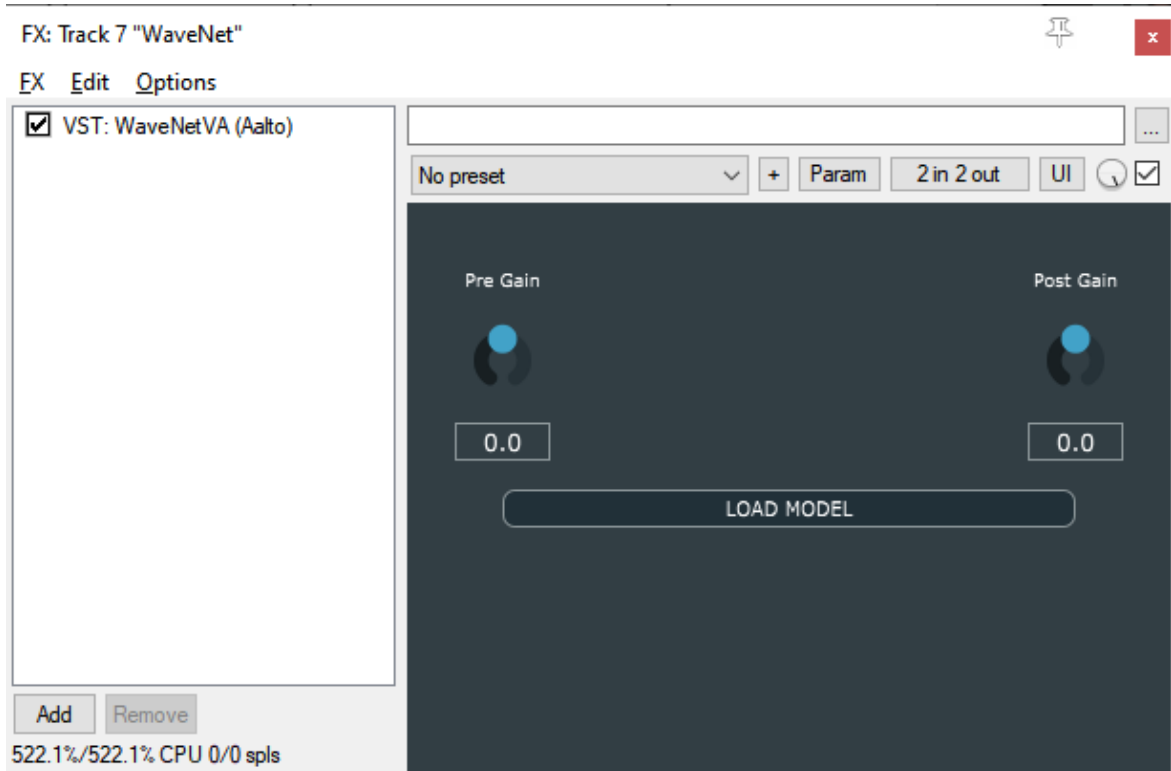 FX: Track 7 "WaveNet"
x
FX Edit Options
VST: WaveNetVA (Aalto)
...
No preset + Param 2 in 2 out UI
Pre Gain Post Gain
0.0 0.0
LOAD MODEL
Add Remove
522.1%/522.1% CPU 0/0 spls